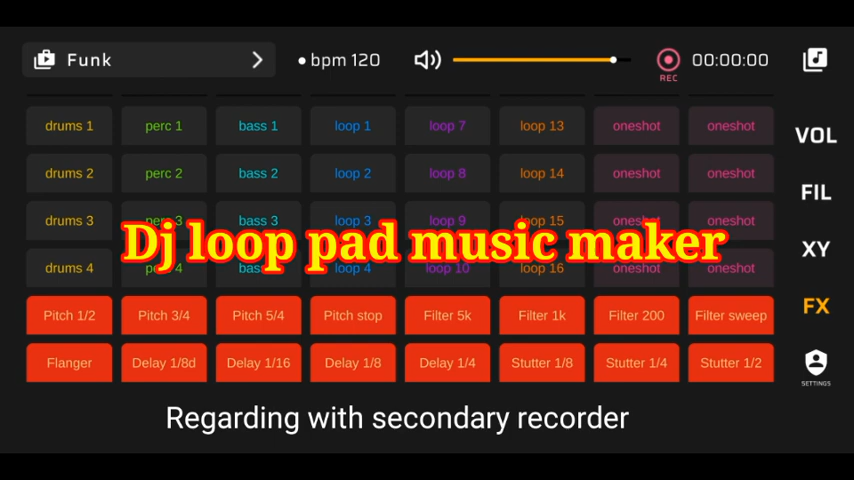 Funk
bpm 120
REC
00:00:00
drums 1 perc 1 bass 1 loop 1 loop 7 loop 13 oneshot oneshot
VOL
drums 2 perc 2 bass 2 loop 2 loop 8 loop 14 oneshot oneshot
FIL
drums 3 perc 3 bass 3 loop 3 loop 9 loop 15 oneshot oneshot
Dj loop pad music maker
XY
drums 4 4 loop 4 loop 10 loop 16 oneshot oneshot
Pitch 1/2 Pitch 3/4 Pitch 5/4 Pitch stop Filter 5k Filter 1k Filter 200 Filter sweep
FX
Flanger Delay 1/8d Delay 1/16 Delay 1/8 Delay 1/4 Stutter 1/8 Stutter 1/4 Stutter 1/2
SETTINGS
Regarding with secondary recorder